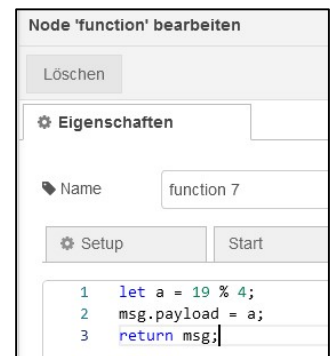 Node 'function' bearbeiten
Löschen
Eigenschaften
Name function 7
Setup Start
1 let a = 19 % 4;
2 msg.payload = a;
3 return msg;